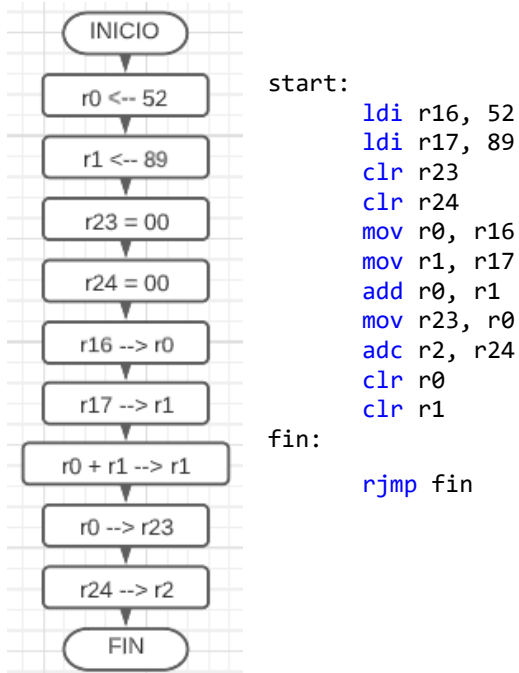 INICIO
r0 <-- 52
r1 <-- 89
r23 = 00
r24 = 00
r16 --> r0
r17 --> r1
r0 + r1 --> r1
r0 --> r23
r24 --> r2
FIN
start:
ldi r16, 52
ldi r17, 89
clr r23
clr r24
mov r0, r16
mov r1, r17
add r0, r1
mov r23, r0
adc r2, r24
clr r0
clr r1
fin:
rjmp fin